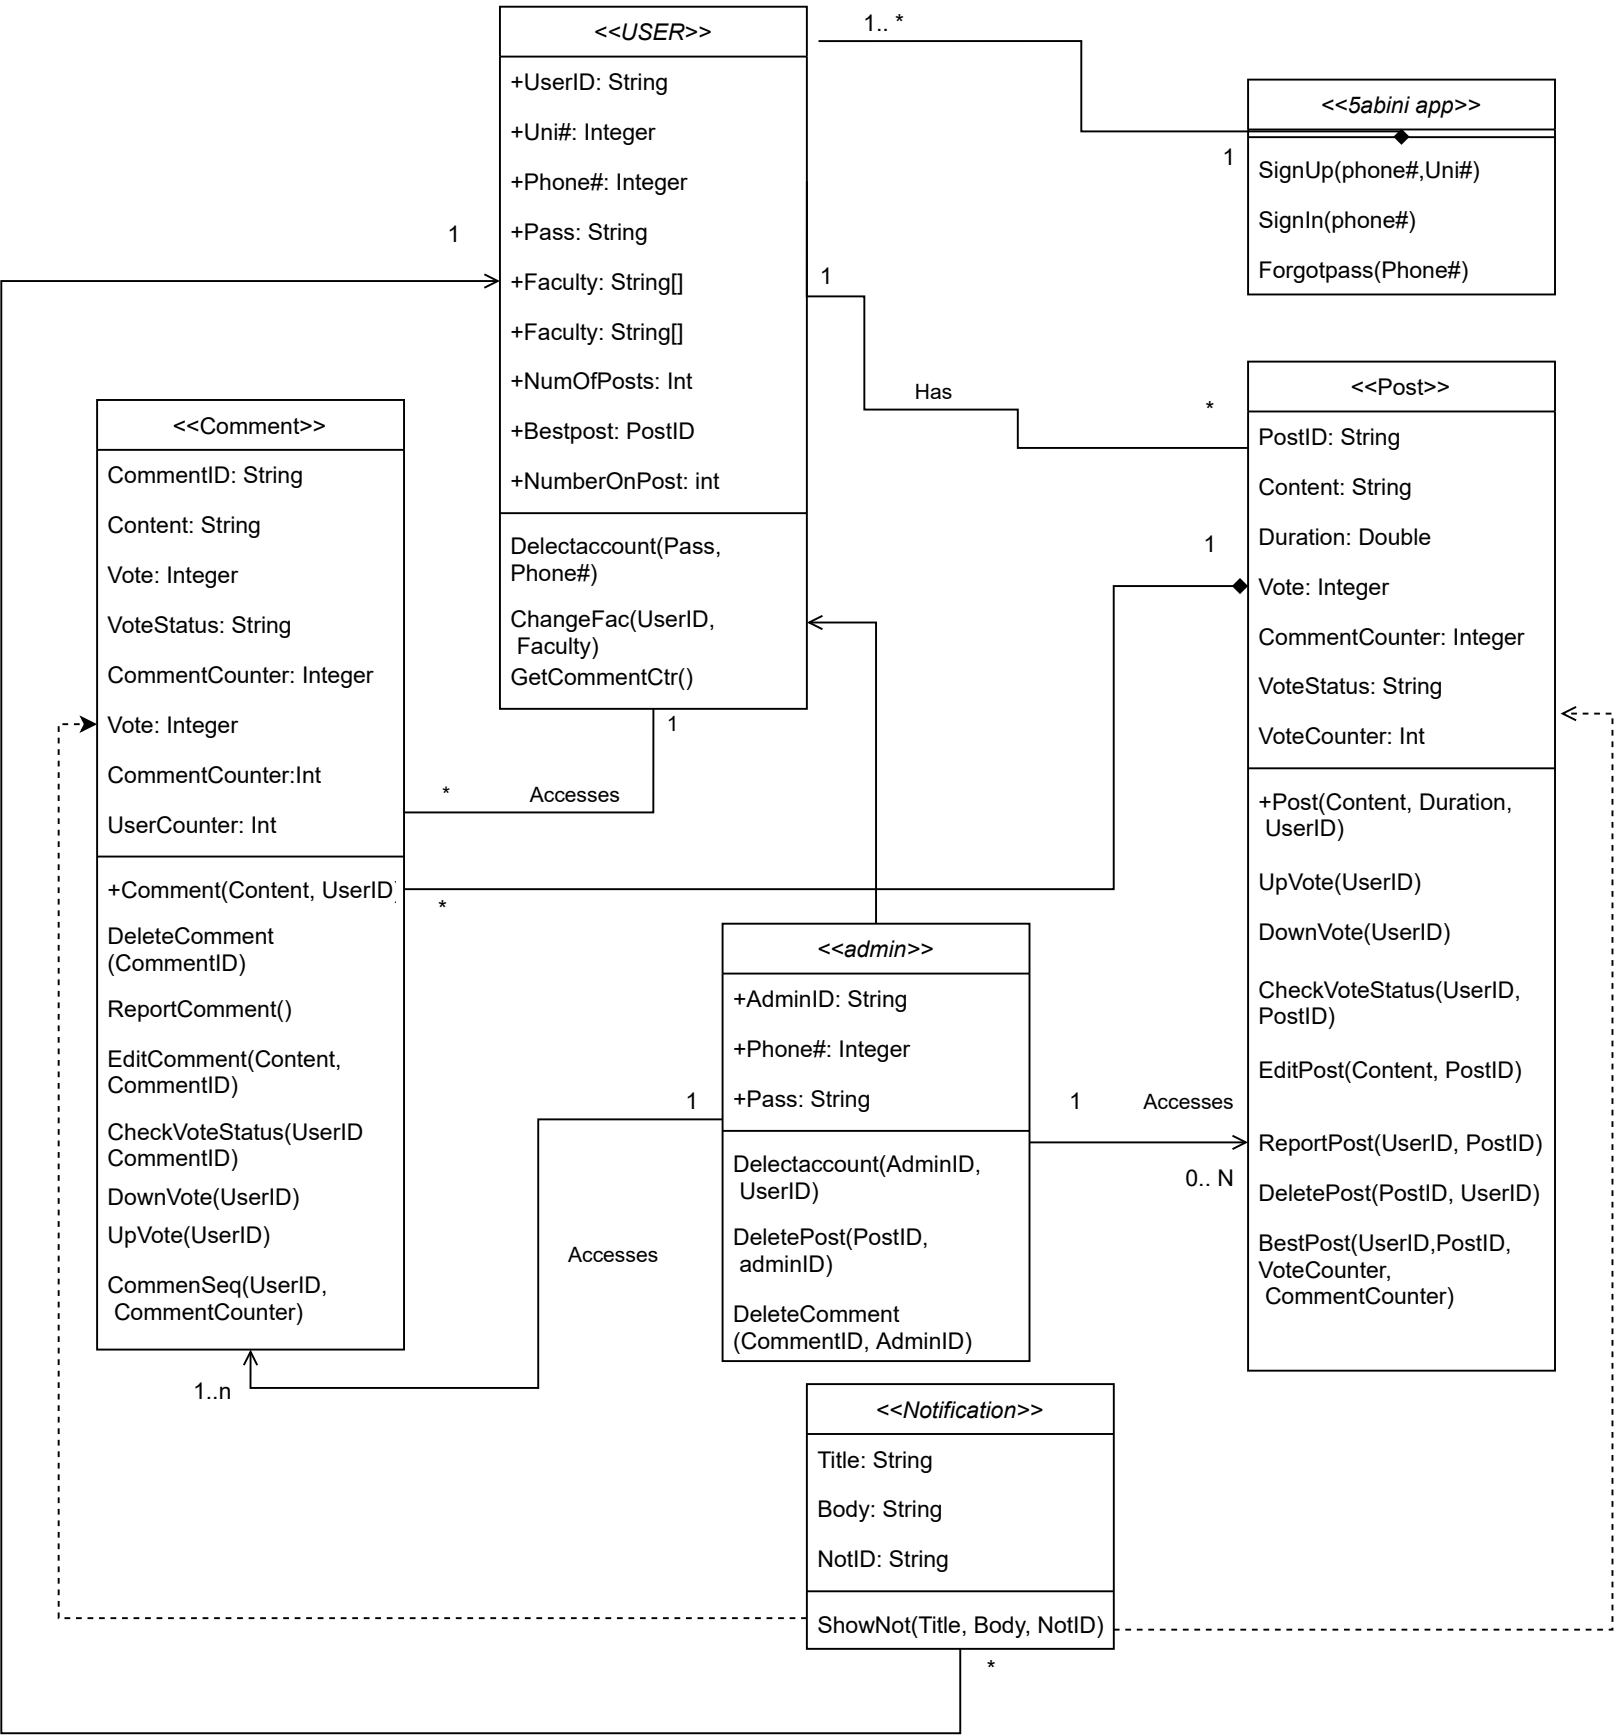 <<USER>>
+UserID: String
+Uni#: Integer
+Phone#: Integer
+Pass: String
+Faculty: String[]
+Faculty: String[]
+NumOfPosts: Int
+Bestpost: PostID
+NumberOnPost: int
Delectaccount(Pass,
Phone#)
ChangeFac(UserID,
Faculty)
GetCommentCtr()
1.. *
1
<<5abini app>>
SignUp(phone#,Uni#)
SignIn(phone#)
Forgotpass(Phone#)
1
1
Has
*
<<Post>>
PostID: String
Content: String
Duration: Double
Vote: Integer
CommentCounter: Integer
VoteStatus: String
VoteCounter: Int
+Post(Content, Duration,
UserID)
UpVote(UserID)
DownVote(UserID)
CheckVoteStatus(UserID,
PostID)
EditPost(Content, PostID)
ReportPost(UserID, PostID)
DeletePost(PostID, UserID)
BestPost(UserID,PostID,
VoteCounter,
CommentCounter)
1
<<Comment>>
CommentID: String
Content: String
Vote: Integer
VoteStatus: String
CommentCounter: Integer
Vote: Integer
CommentCounter:Int
UserCounter: Int
+Comment(Content, UserID)
DeleteComment
(CommentID)
ReportComment()
EditComment(Content,
CommentID)
CheckVoteStatus(UserID
CommentID)
DownVote(UserID)
UpVote(UserID)
CommenSeq(UserID,
CommentCounter)
1
*
Accesses
*
<<admin>>
+AdminID: String
+Phone#: Integer
+Pass: String
Delectaccount(AdminID,
UserID)
DeletePost(PostID,
adminID)
DeleteComment
(CommentID, AdminID)
1
Accesses
1..n
1
Accesses
0.. N
<<Notification>>
Title: String
Body: String
NotID: String
ShowNot(Title, Body, NotID)
*